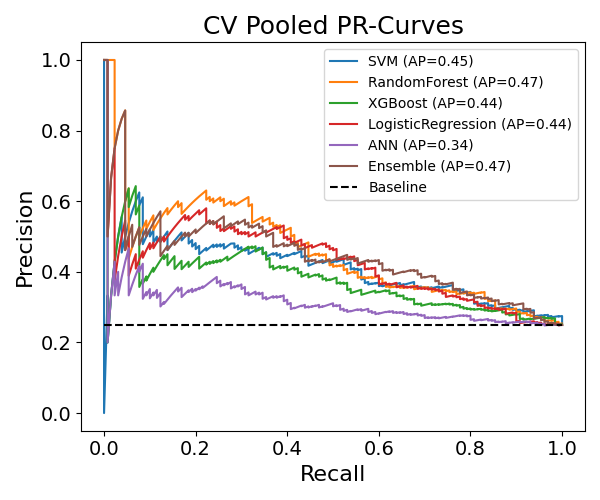 CV Pooled PR-Curves
SVM (AP=0.45)
RandomForest (AP=0.47)
XGBoost (AP=0.44)
LogisticRegression (AP=0.44)
ANN (AP=0.34)
Ensemble (AP=0.47)
Baseline
Precision
1.0
0.8
0.6
0.4
0.2
0.0
0.0 0.2 0.4 0.6 0.8 1.0
Recall